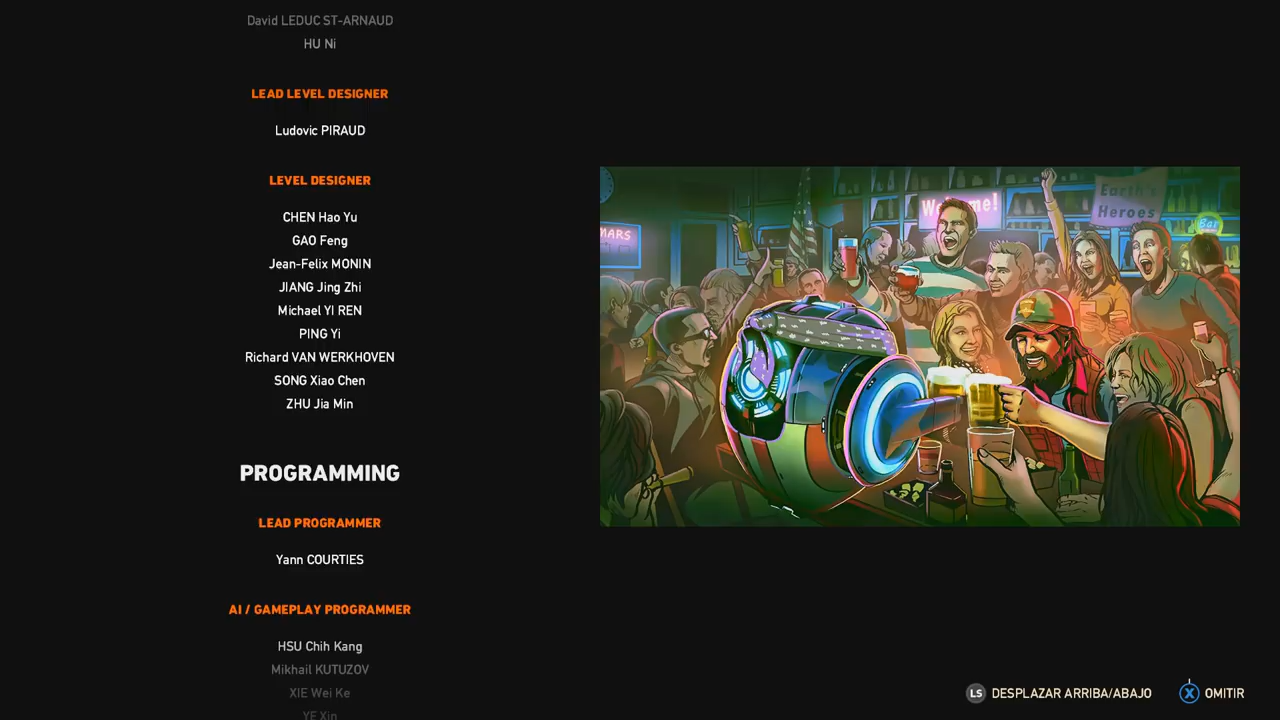 David LEDUC ST-ARNAUD
HU Ni
LEAD LEVEL DESIGNER
Ludovic PIRAUD
LEVEL DESIGNER
CHEN Hao Yu
GAO Feng
Jean-Felix MONIN
JIANG Jing Zhi
Michael YI REN
PING Yi
Richard VAN WERKHOVEN
SONG Xiao Chen
ZHU Jia Min
PROGRAMMING
LEAD PROGRAMMER
Yann COURTIES
AI / GAMEPLAY PROGRAMMER
HSU Chih Kang
Mikhail KUTUZOV
XIE Wei Ke
YE Xin
MARS
Earth's
Heroes
Bar
LS DESPLAZAR ARRIBA/ABAJO
X OMITIR